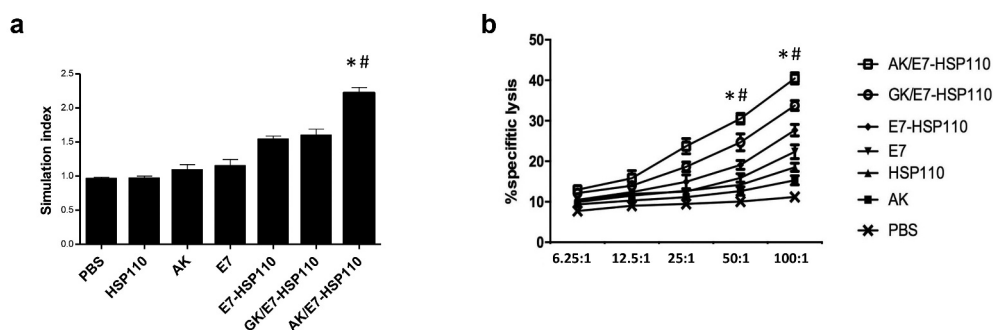 a
Simulation index
2.5
2.0
1.5
1.0
0.5
0.0
*#
PBS
HSP110
AK
E7
E7-HSP110
GK/E7-HSP110
AK/E7-HSP110
b
%specifitic lysis
50
40
30
20
10
0
*#
*#
6.25:1
12.5:1
25:1
50:1
100:1
AK/E7-HSP110
GK/E7-HSP110
E7-HSP110
E7
HSP110
AK
PBS